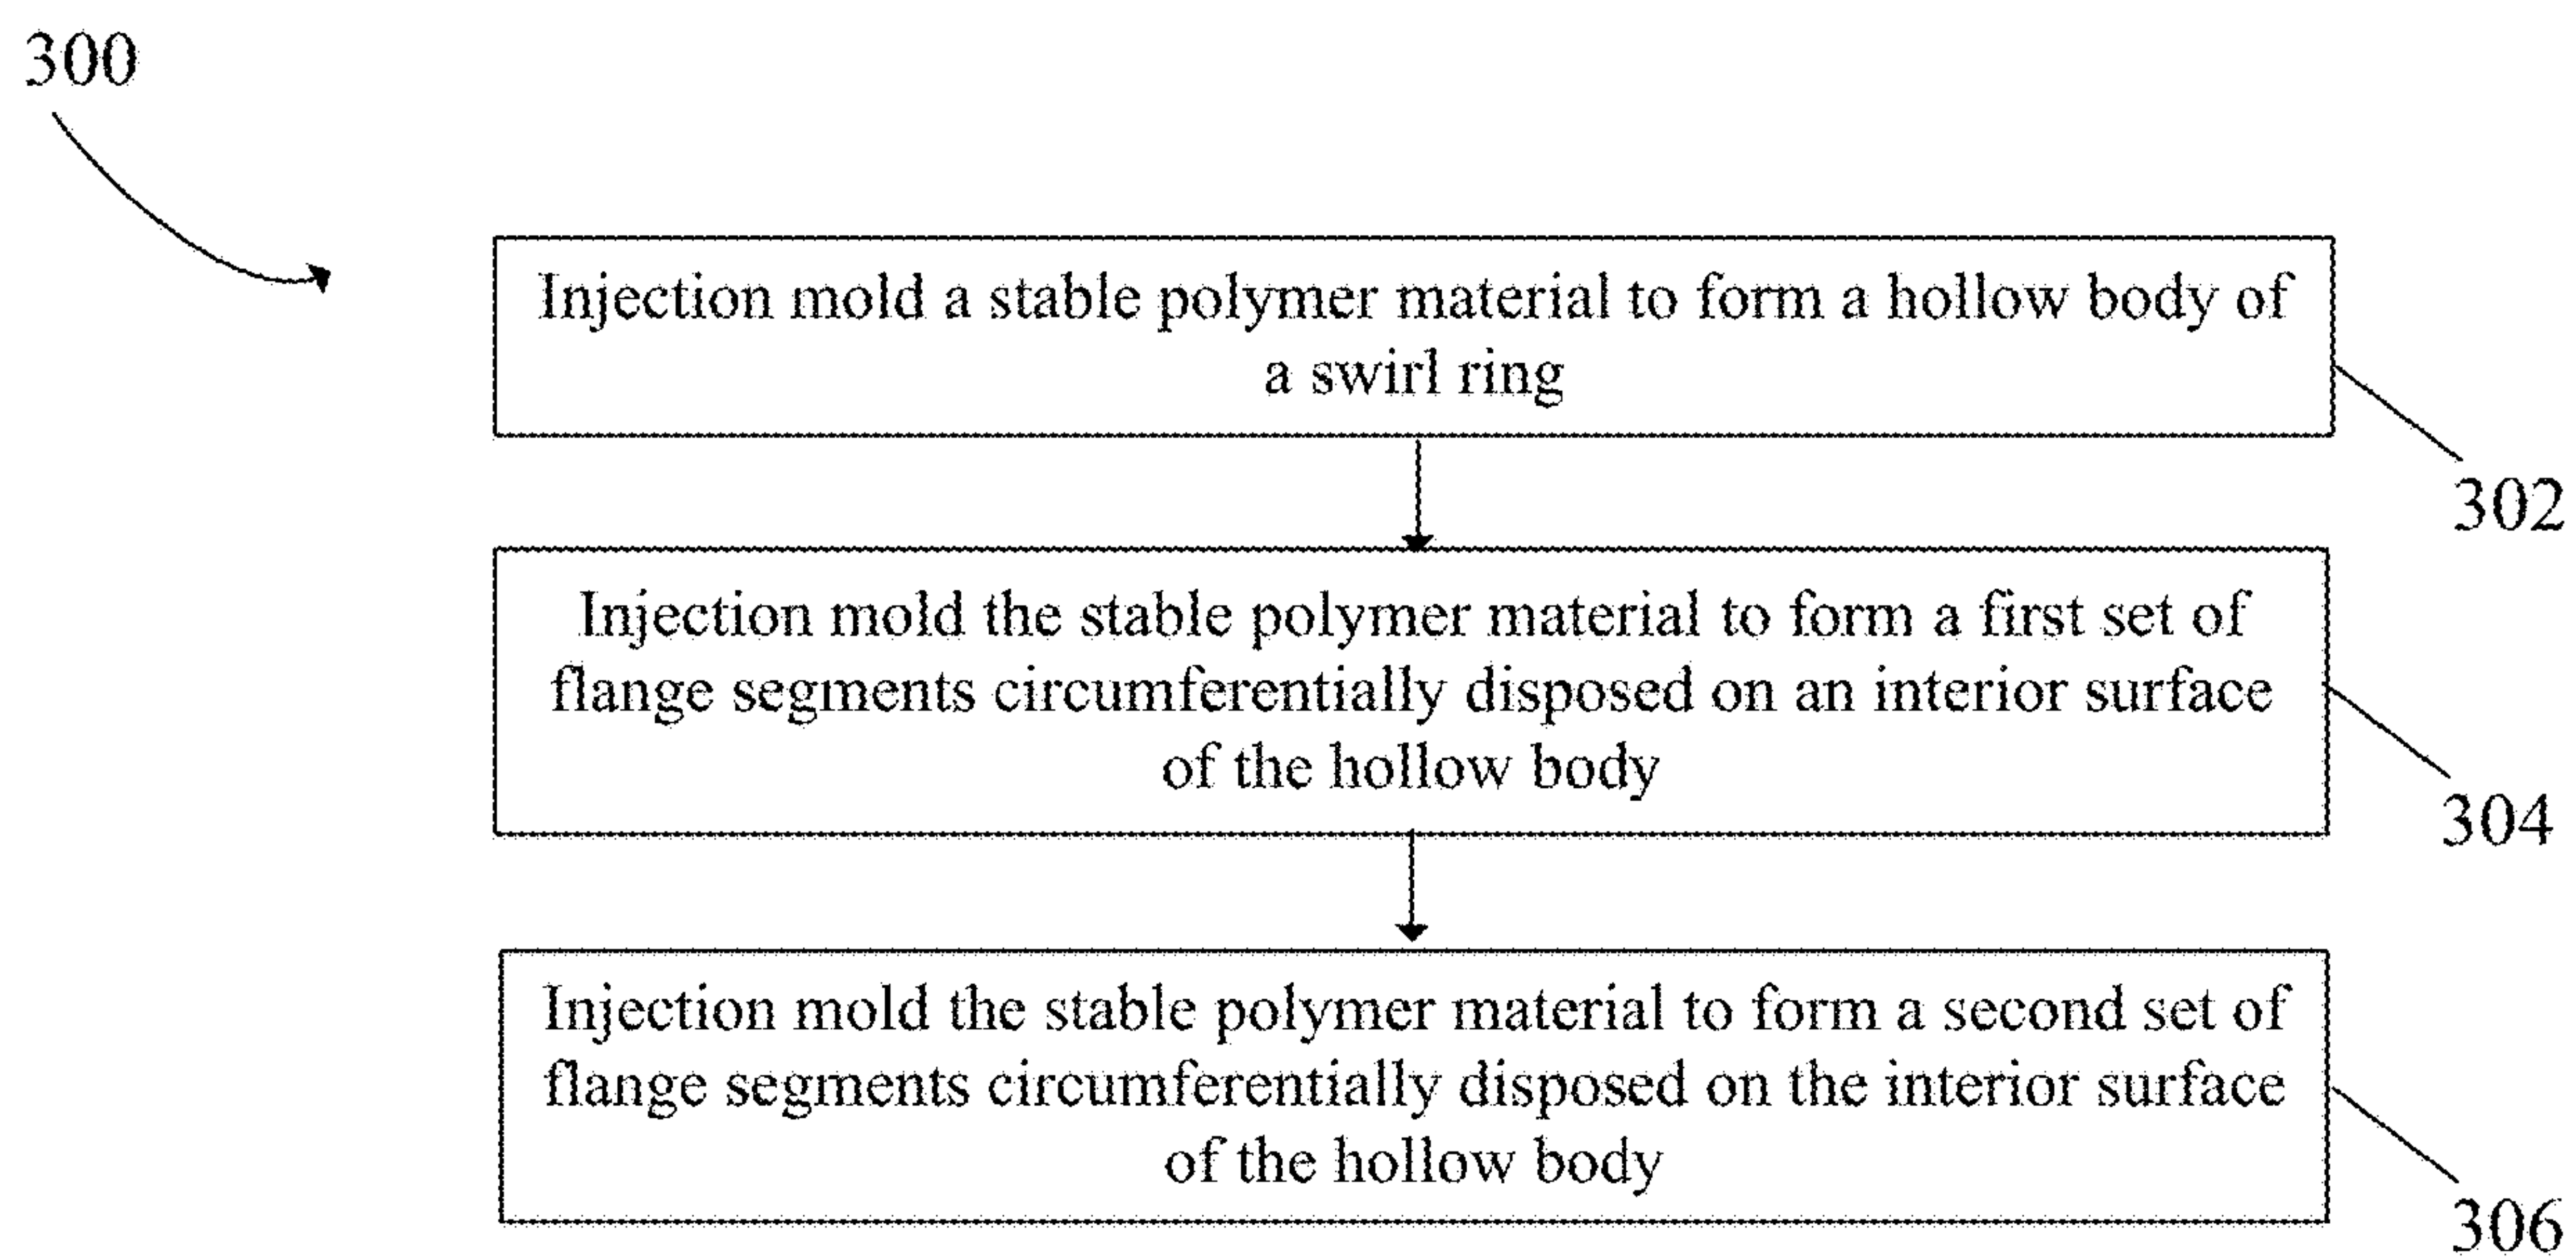 300
Injection mold a stable polymer material to form a hollow body of
a swirl ring
302
Injection mold the stable polymer material to form a first set of
flange segments circumferentially disposed on an interior surface
of the hollow body
304
Injection mold the stable polymer material to form a second set of
flange segments circumferentially disposed on the interior surface
of the hollow body
306